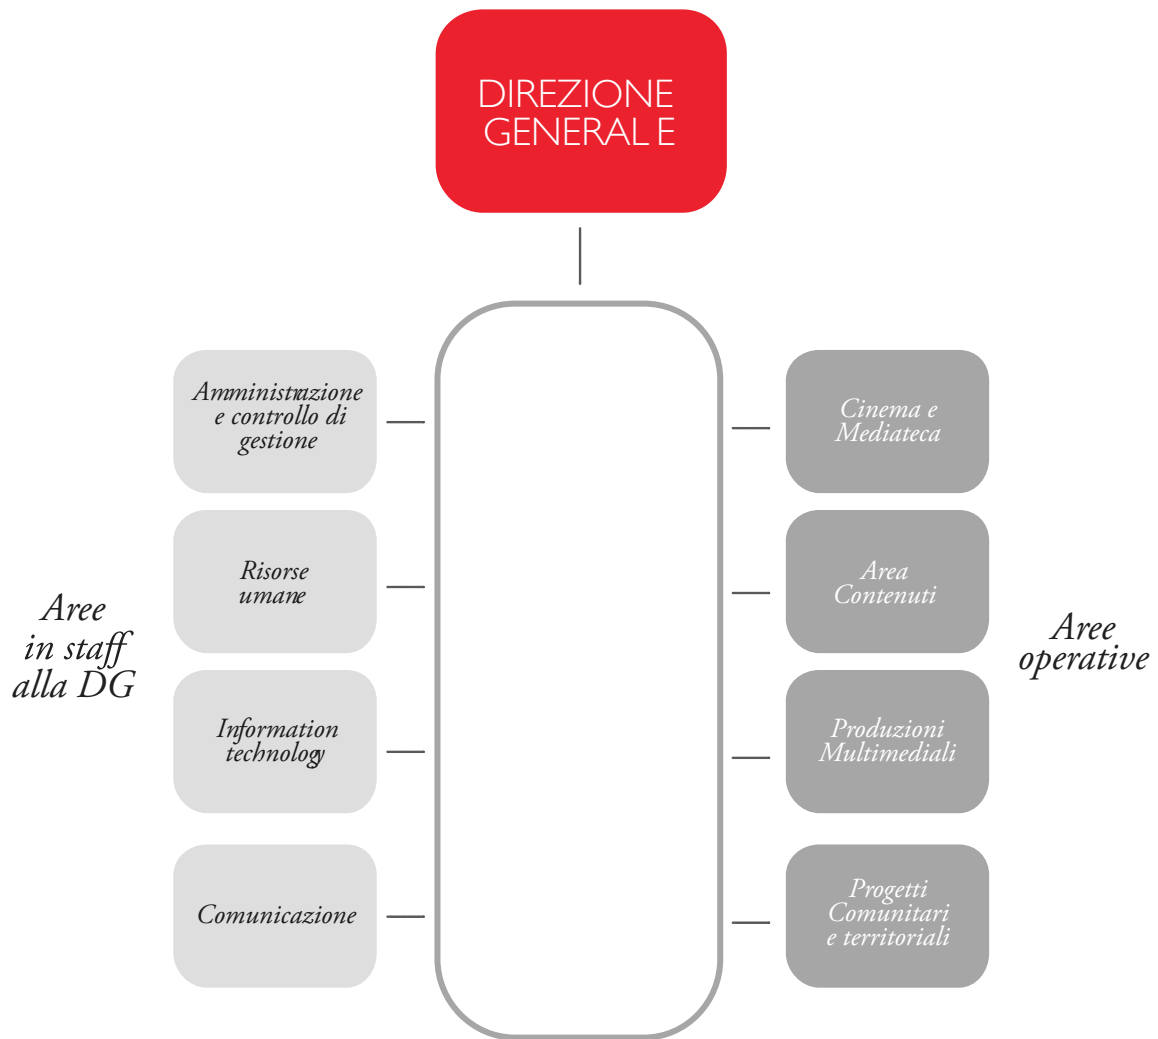 DIREZIONE
GENERALE
Amministrazione
e controllo di
gestione
Risorse
umane
Information
technology
Comunicazione
Aree
in staff
alla DG
Cinema e
Mediateca
Area
Contenuti
Produzioni
Multimediali
Progetti
Comunitari
e territoriali
Aree
operative